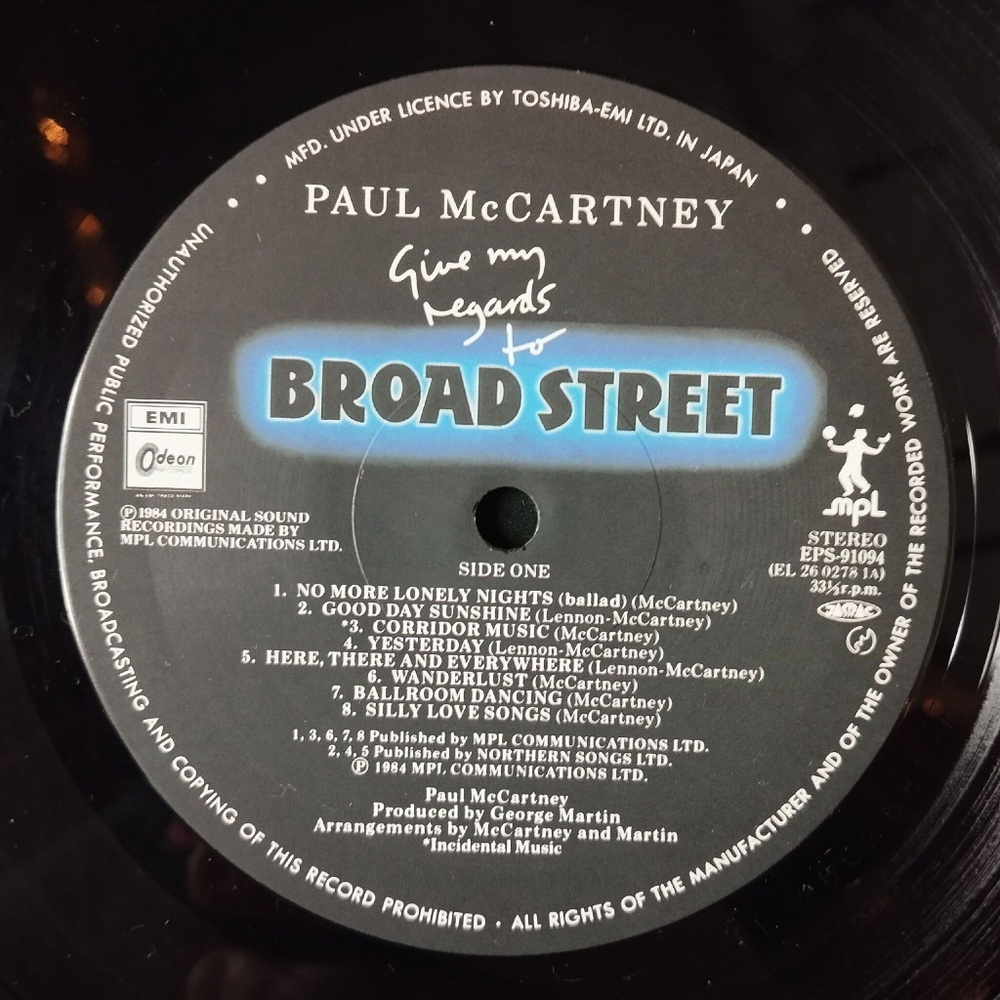 MFD. UNDER LICENCE BY TOSHIBA-EMI LTD. IN JAPAN
PAUL McCARTNEY
Give my
regards
to
BROAD STREET
EMI
Odeon
RECORDS
mpl
℗ 1984 ORIGINAL SOUND
RECORDINGS MADE BY
MPL COMMUNICATIONS LTD.
STEREO
EPS-91094
(EL 26 0278 1A)
33⅓ r.p.m.
JASRAC
SIDE ONE
1. NO MORE LONELY NIGHTS (ballad) (McCartney)
2. GOOD DAY SUNSHINE (Lennon-McCartney)
*3. CORRIDOR MUSIC (McCartney)
4. YESTERDAY (Lennon-McCartney)
5. HERE, THERE AND EVERYWHERE (Lennon-McCartney)
6. WANDERLUST (McCartney)
7. BALLROOM DANCING (McCartney)
8. SILLY LOVE SONGS (McCartney)
1, 3, 6, 7, 8 Published by MPL COMMUNICATIONS LTD.
2, 4, 5 Published by NORTHERN SONGS LTD.
℗ 1984 MPL COMMUNICATIONS LTD.
Paul McCartney
Produced by George Martin
Arrangements by McCartney and Martin
*Incidental Music
UNAUTHORIZED PUBLIC PERFORMANCE, BROADCASTING AND COPYING OF THIS RECORD PROHIBITED · ALL RIGHTS OF THE MANUFACTURER AND OF THE OWNER OF THE RECORDED WORK ARE RESERVED